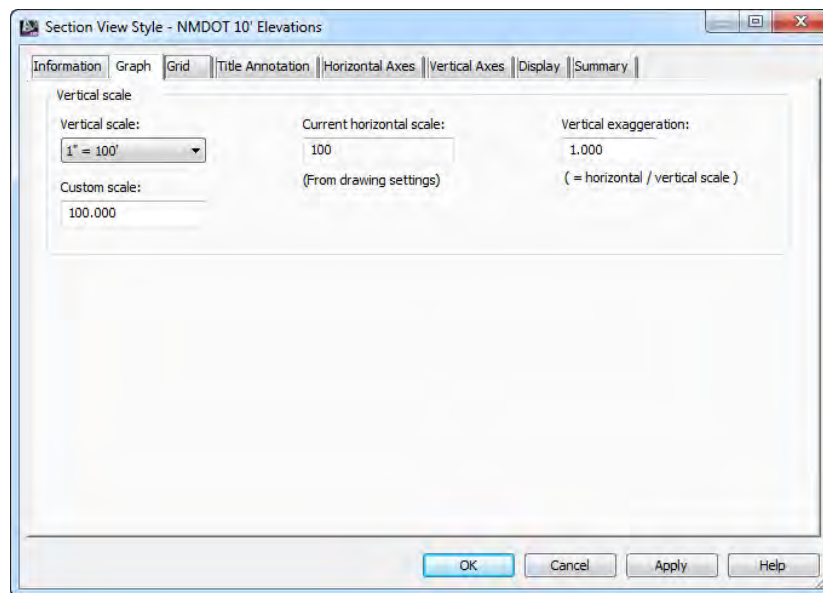 Section View Style - NMDOT 10' Elevations
Information Graph Grid Title Annotation Horizontal Axes Vertical Axes Display Summary
Vertical scale
Vertical scale: Current horizontal scale: Vertical exaggeration:
1" = 100' 100 1.000
(From drawing settings) ( = horizontal / vertical scale )
Custom scale:
100.000
OK Cancel Apply Help